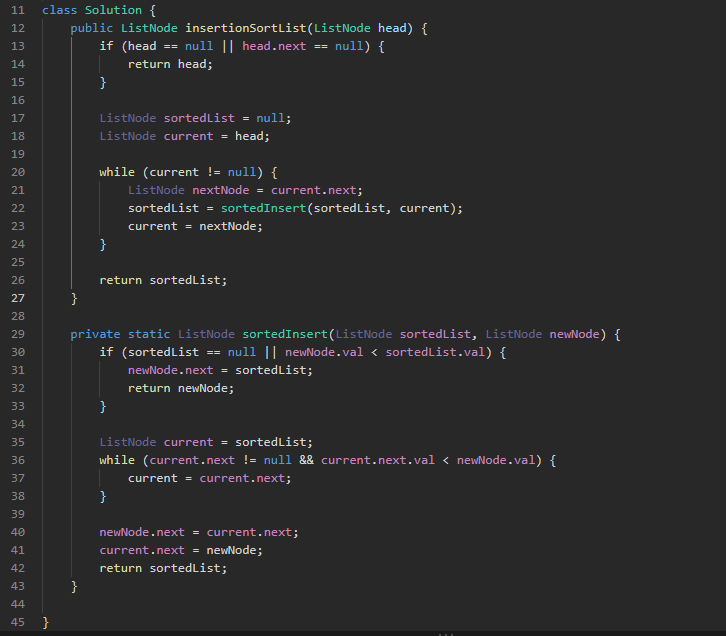 11 class Solution {
12     public ListNode insertionSortList(ListNode head) {
13         if (head == null || head.next == null) {
14             return head;
15         }
16
17         ListNode sortedList = null;
18         ListNode current = head;
19
20         while (current != null) {
21             ListNode nextNode = current.next;
22             sortedList = sortedInsert(sortedList, current);
23             current = nextNode;
24         }
25
26         return sortedList;
27     }
28
29     private static ListNode sortedInsert(ListNode sortedList, ListNode newNode) {
30         if (sortedList == null || newNode.val < sortedList.val) {
31             newNode.next = sortedList;
32             return newNode;
33         }
34
35         ListNode current = sortedList;
36         while (current.next != null && current.next.val < newNode.val) {
37             current = current.next;
38         }
39
40         newNode.next = current.next;
41         current.next = newNode;
42         return sortedList;
43     }
44
45 }